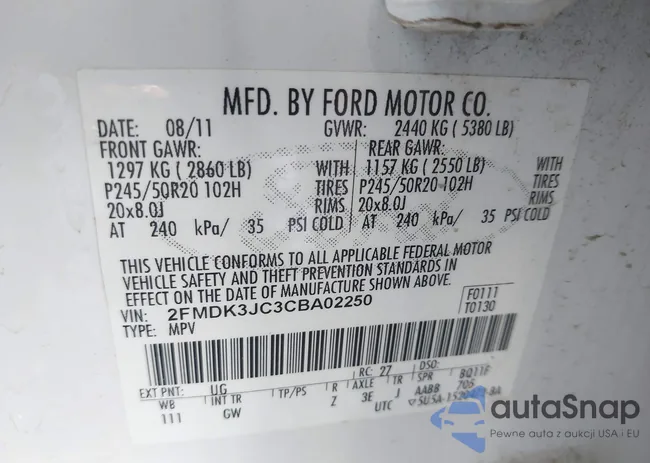 MFD. BY FORD MOTOR CO.
DATE: 08/11 GVWR: 2440 KG ( 5380 LB)
FRONT GAWR: REAR GAWR:
1297 KG ( 2860 LB) WITH 1157 KG ( 2550 LB) WITH
P245/50R20 102H TIRES P245/50R20 102H TIRES
20x8.0J RIMS 20x8.0J RIMS
AT 240 kPa/ 35 PSI COLD AT 240 kPa/ 35 PSI COLD
THIS VEHICLE CONFORMS TO ALL APPLICABLE FEDERAL MOTOR
VEHICLE SAFETY AND THEFT PREVENTION STANDARDS IN
EFFECT ON THE DATE OF MANUFACTURE SHOWN ABOVE.
VIN: 2FMDK3JC3CBA02250 F0111
TYPE: MPV T0130
EXT PNT: UG RC: 27 DSO:
WB INT TR TP/PS R AXLE TR SPR BQ11F
111 GW Z 3E J AABB 705
UTC
autaSnap
Pewne auta z aukcji USA i EU